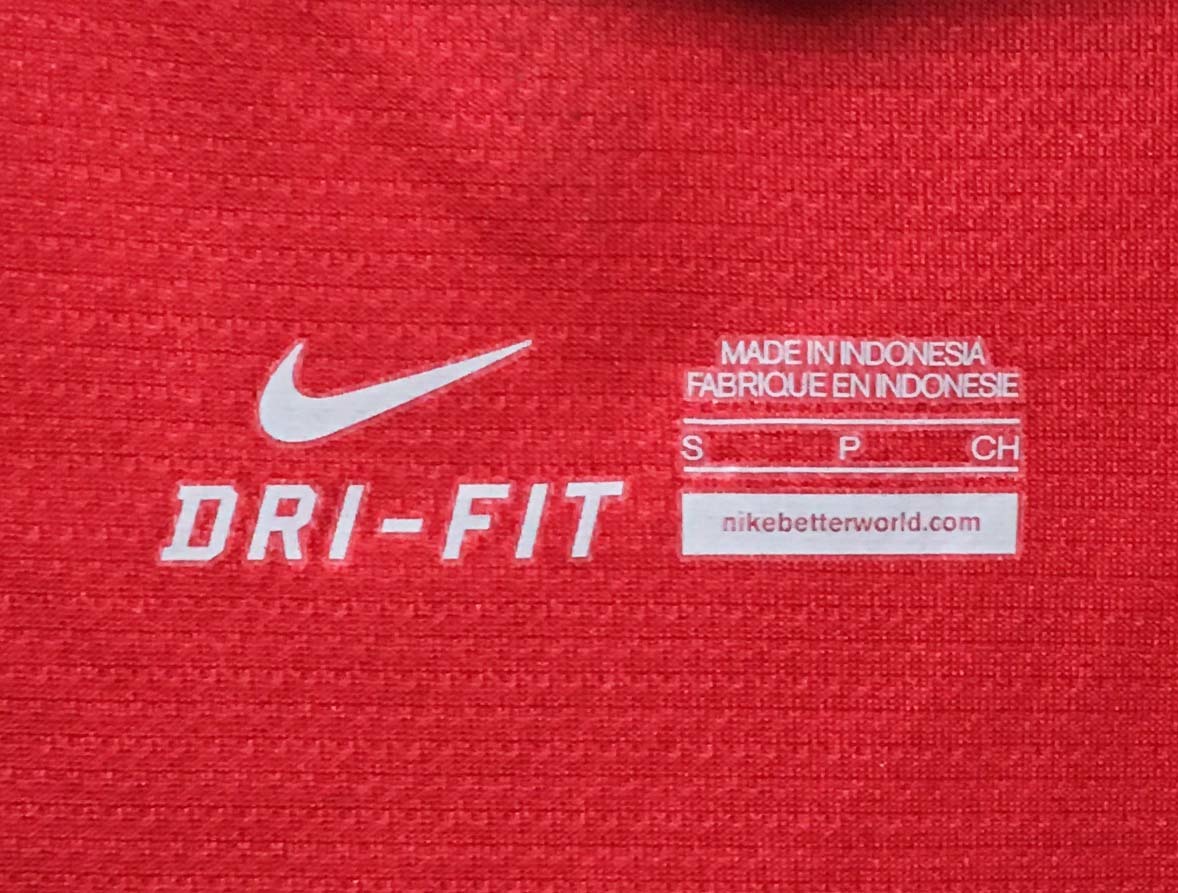 DRI-FIT
MADE IN INDONESIA
FABRIQUE EN INDONESIE
S P CH
nikebetterworld.com